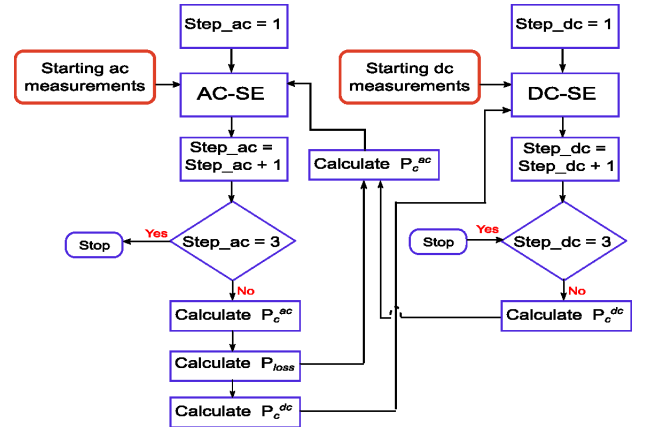 Step_ac = 1
Starting ac
measurements
AC-SE
Step_ac =
Step_ac + 1
Calculate P_c^ac
Step_ac = 3
Yes
Stop
No
Calculate P_c^ac
Calculate P_loss
Calculate P_c^dc
Step_dc = 1
Starting dc
measurements
DC-SE
Step_dc =
Step_dc + 1
Step_dc = 3
Yes
Stop
No
Calculate P_c^dc